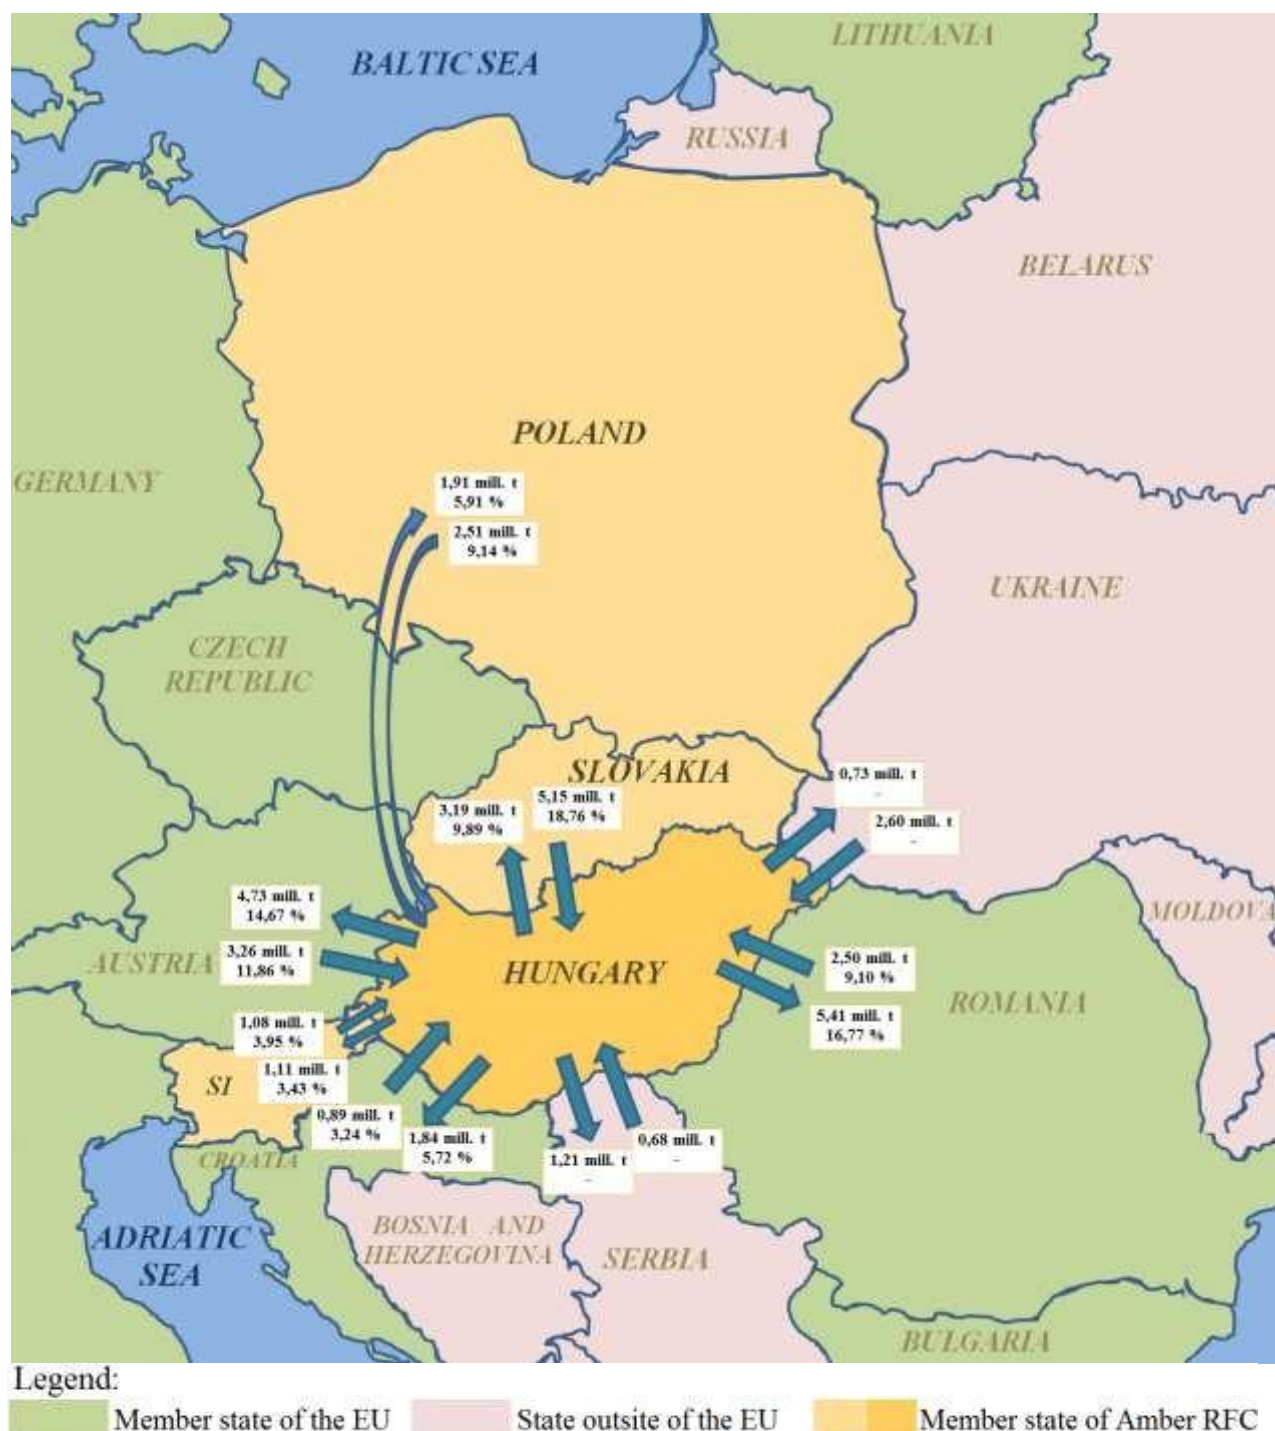 LITHUANIA
BALTIC SEA
RUSSIA
BELARUS
POLAND
GERMANY
1,91 mill. t
5,91 %
2,51 mill. t
9,14 %
UKRAINE
CZECH
REPUBLIC
SLOVAKIA
0,73 mill. t
–
5,15 mill. t
18,76 %
3,19 mill. t
9,89 %
2,60 mill. t
–
4,73 mill. t
14,67 %
MOLDOVA
3,26 mill. t
11,86 %
AUSTRIA
HUNGARY
2,50 mill. t
9,10 %
ROMANIA
5,41 mill. t
16,77 %
1,08 mill. t
3,95 %
1,11 mill. t
3,43 %
SI
0,89 mill. t
3,24 %
1,84 mill. t
5,72 %
0,68 mill. t
–
1,21 mill. t
–
CROATIA
ADRIATIC
SEA
BOSNIA AND
HERZEGOVINA
SERBIA
BULGARIA
Legend:
Member state of the EU
State outsite of the EU
Member state of Amber RFC